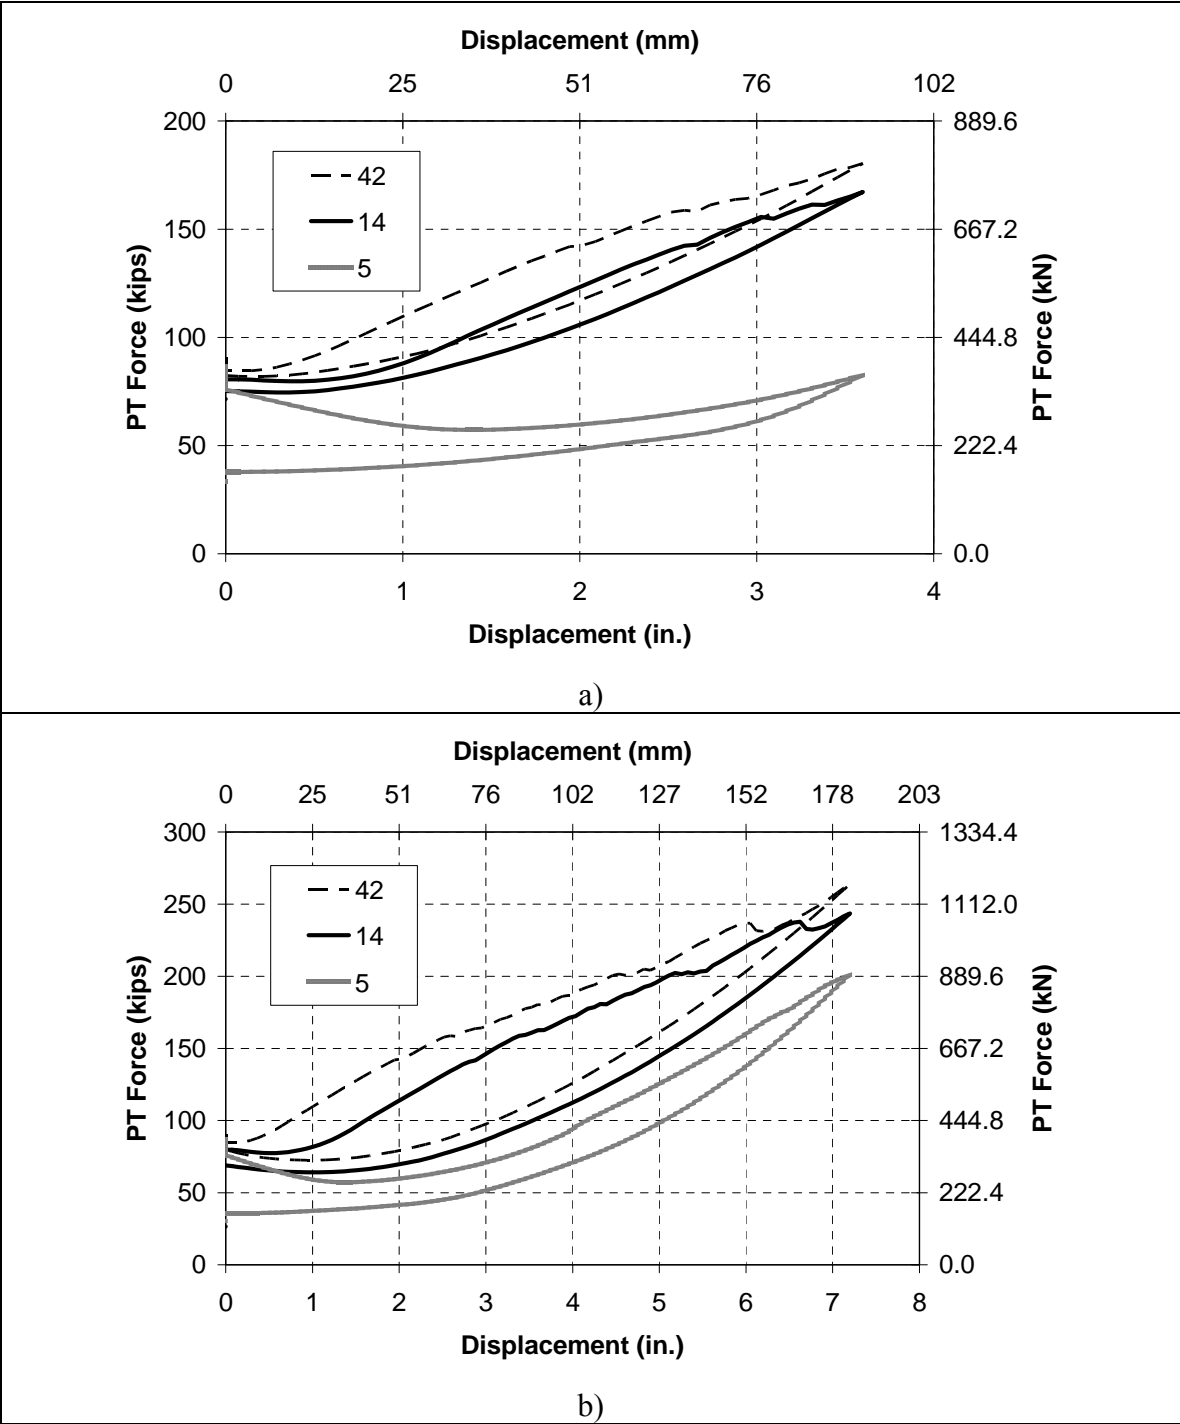 Displacement (mm)
0 25 51 76 102
200 889.6
42
14
5
150 667.2
100 444.8
50 222.4
0 0.0
PT Force (kips)
PT Force (kN)
0 1 2 3 4
Displacement (in.)
a)
Displacement (mm)
0 25 51 76 102 127 152 178 203
300 1334.4
42
14
5
250 1112.0
200 889.6
150 667.2
100 444.8
50 222.4
0 0.0
PT Force (kips)
PT Force (kN)
0 1 2 3 4 5 6 7 8
Displacement (in.)
b)